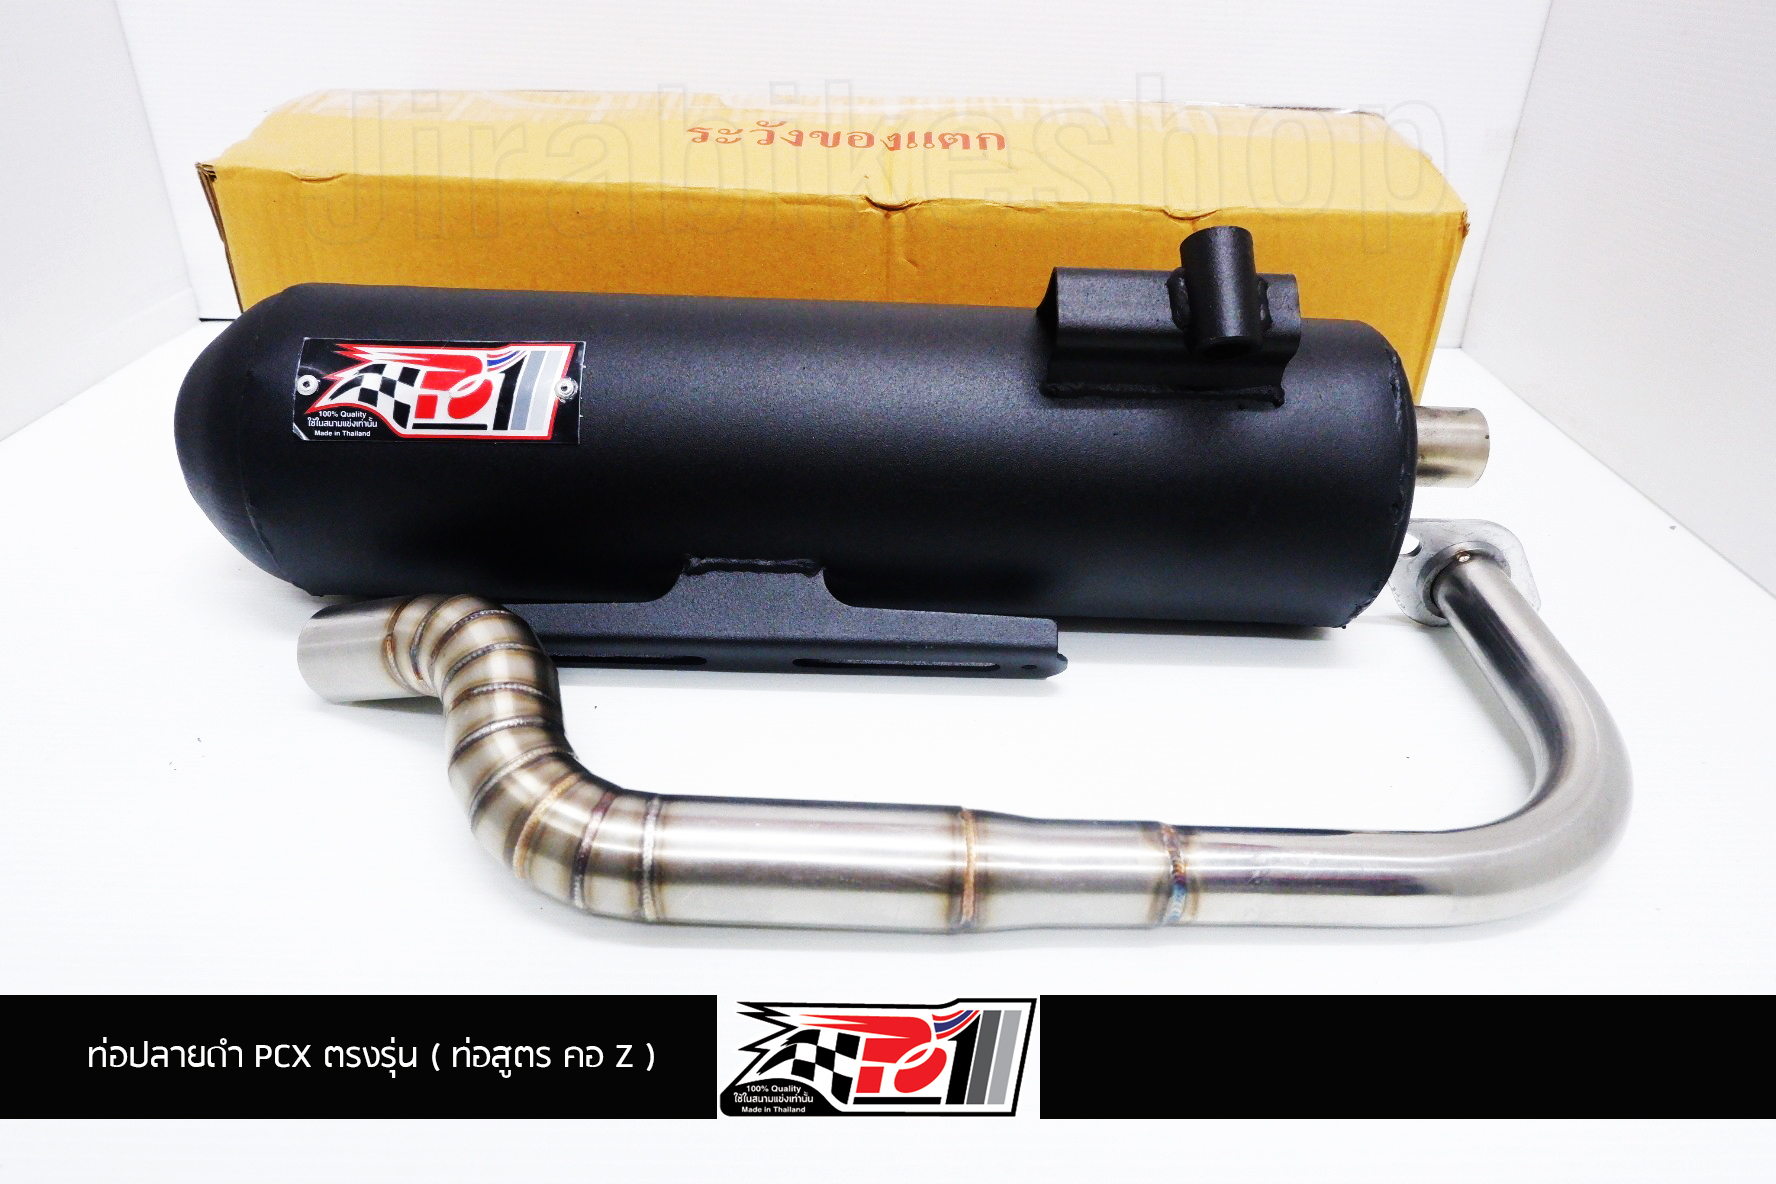 Jirabikeshop
ระวังของแตก
P1
100% Quality
ใช้ในสนามแข่งเท่านั้น
Made in Thailand
ท่อปลายดำ PCX ตรงรุ่น ( ท่อสูตร คอ Z )
P1
100% Quality
ใช้ในสนามแข่งเท่านั้น
Made in Thailand